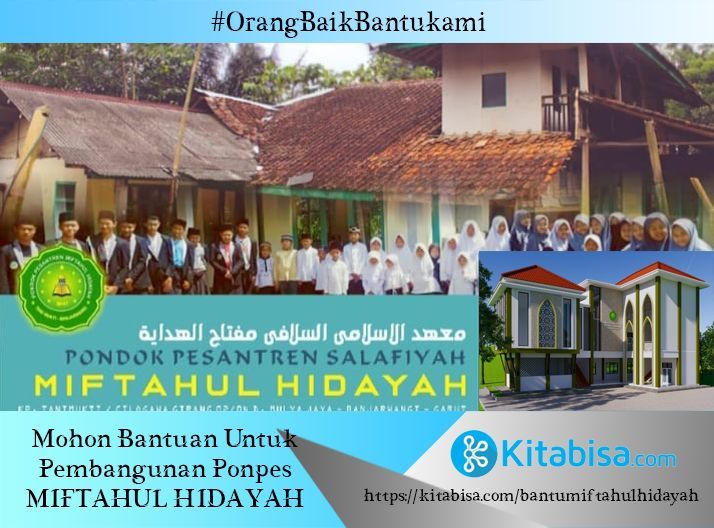 #OrangBaikBantukami
معهد الاسلامى السلافى مفتاح الهداية
PONDOK PESANTREN SALAFIYAH
MIFTAHUL HIDAYAH
Mohon Bantuan Untuk
Pembangunan Ponpes
MIFTAHUL HIDAYAH
Kitabisa.com
https://kitabisa.com/bantumiftahulhidayah